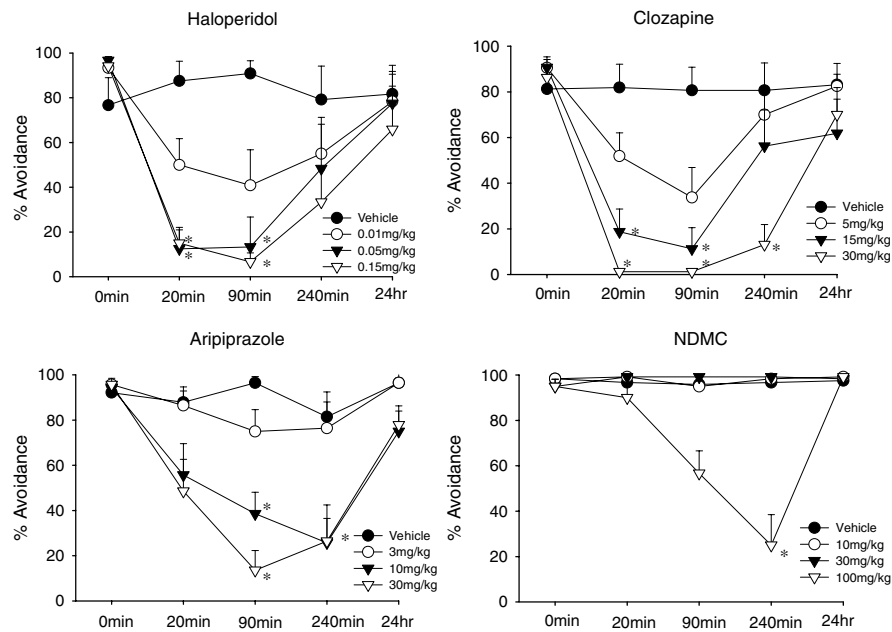 Haloperidol
% Avoidance
100
80
60
40
20
0
0min 20min 90min 240min 24hr
* * * *
Vehicle
0.01mg/kg
0.05mg/kg
0.15mg/kg
Clozapine
% Avoidance
100
80
60
40
20
0
0min 20min 90min 240min 24hr
* * * * *
Vehicle
5mg/kg
15mg/kg
30mg/kg
Aripiprazole
% Avoidance
100
80
60
40
20
0
0min 20min 90min 240min 24hr
* * *
Vehicle
3mg/kg
10mg/kg
30mg/kg
NDMC
% Avoidance
100
80
60
40
20
0
0min 20min 90min 240min 24hr
*
Vehicle
10mg/kg
30mg/kg
100mg/kg